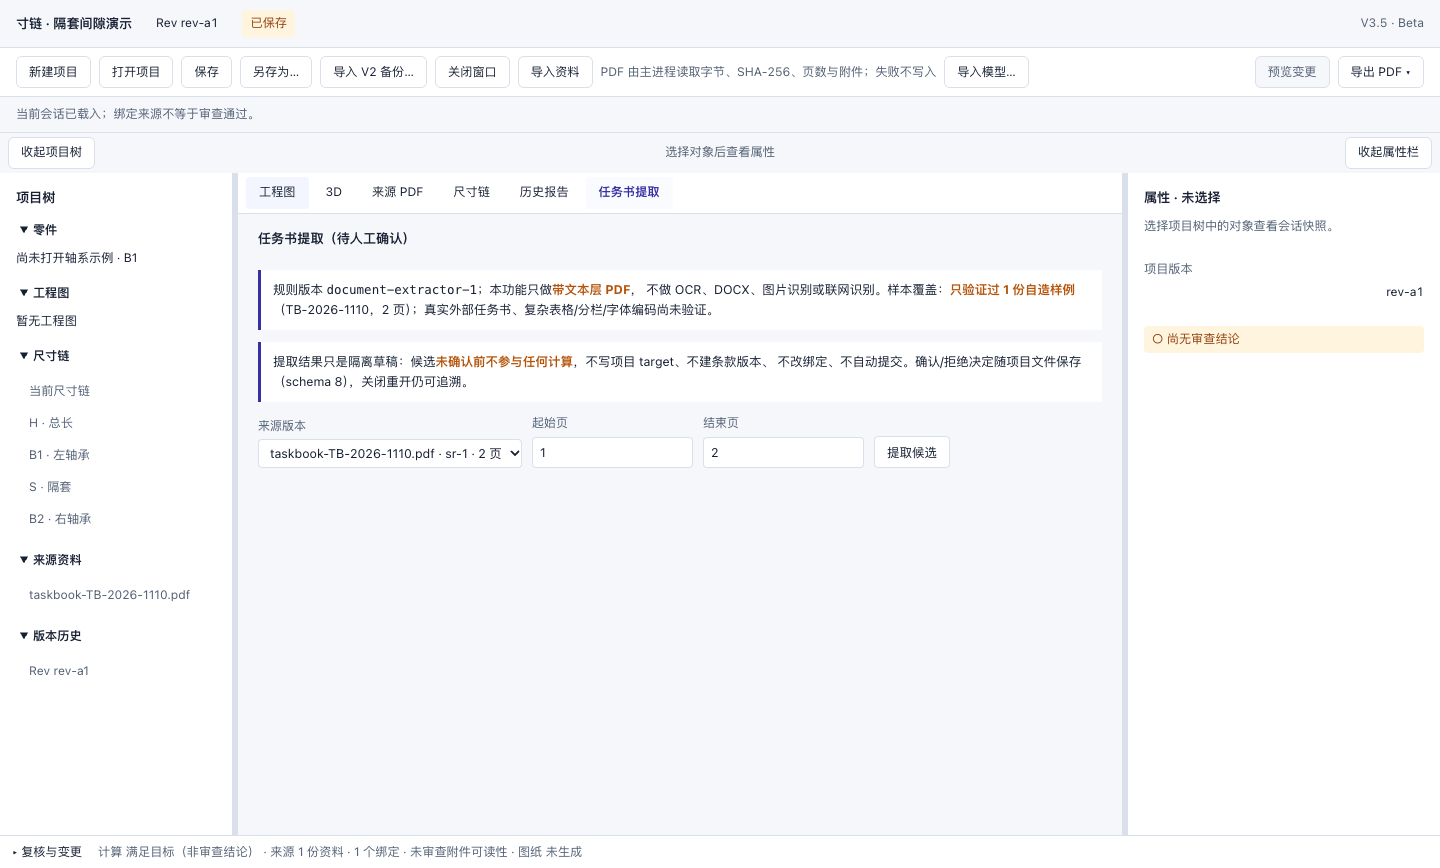 寸链 · 隔套间隙演示 Rev rev-a1 已保存 V3.5 · Beta
新建项目 打开项目 保存 另存为... 导入 V2 备份... 关闭窗口 导入资料 PDF 由主进程读取字节、SHA-256、页数与附件；失败不写入 导入模型... 预览变更 导出 PDF ▾
当前会话已载入；绑定来源不等于审查通过。
收起项目树 选择对象后查看属性 收起属性栏
项目树
▼ 零件
尚未打开轴系示例 · B1
▼ 工程图
暂无工程图
▼ 尺寸链
当前尺寸链
H · 总长
B1 · 左轴承
S · 隔套
B2 · 右轴承
▼ 来源资料
taskbook-TB-2026-1110.pdf
▼ 版本历史
Rev rev-a1
工程图 3D 来源 PDF 尺寸链 历史报告 任务书提取
任务书提取（待人工确认）
规则版本 document-extractor-1；本功能只做带文本层 PDF， 不做 OCR、DOCX、图片识别或联网识别。样本覆盖：只验证过 1 份自造样例
（TB-2026-1110，2 页）；真实外部任务书、复杂表格/分栏/字体编码尚未验证。
提取结果只是隔离草稿：候选未确认前不参与任何计算，不写项目 target、不建条款版本、 不改绑定、不自动提交。确认/拒绝决定随项目文件保存
（schema 8），关闭重开仍可追溯。
来源版本 起始页 结束页
taskbook-TB-2026-1110.pdf · sr-1 · 2 页 1 2 提取候选
属性 · 未选择
选择项目树中的对象查看会话快照。
项目版本
rev-a1
○ 尚无审查结论
▸ 复核与变更 计算 满足目标（非审查结论） · 来源 1 份资料 · 1 个绑定 · 未审查附件可读性 · 图纸 未生成